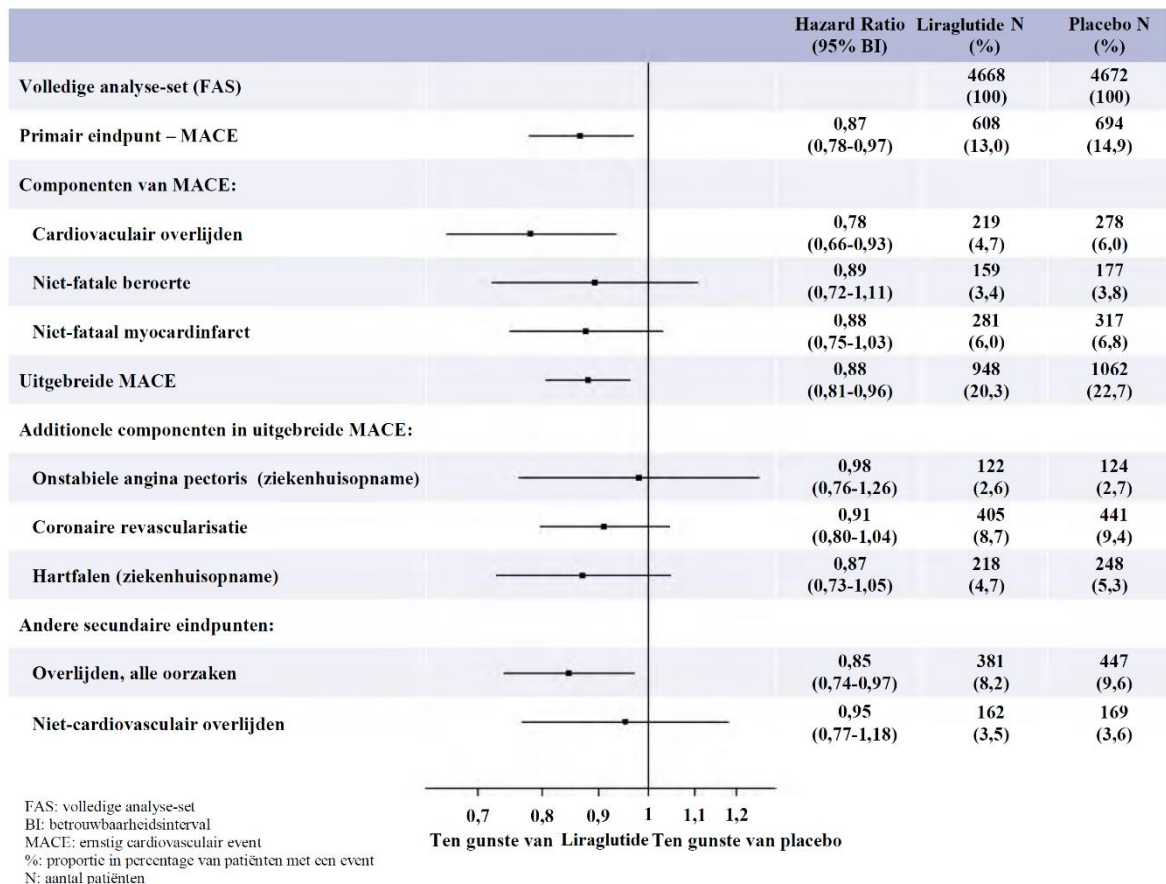 Hazard Ratio Liraglutide N Placebo N
(95% BI) (%) (%)
Volledige analyse-set (FAS) 4668 4672
(100) (100)
Primair eindpunt – MACE 0,87 608 694
(0,78-0,97) (13,0) (14,9)
Componenten van MACE:
Cardiovaculair overlijden 0,78 219 278
(0,66-0,93) (4,7) (6,0)
Niet-fatale beroerte 0,89 159 177
(0,72-1,11) (3,4) (3,8)
Niet-fataal myocardinfarct 0,88 281 317
(0,75-1,03) (6,0) (6,8)
Uitgebreide MACE 0,88 948 1062
(0,81-0,96) (20,3) (22,7)
Additionele componenten in uitgebreide MACE:
Onstabiele angina pectoris (ziekenhuisopname) 0,98 122 124
(0,76-1,26) (2,6) (2,7)
Coronaire revascularisatie 0,91 405 441
(0,80-1,04) (8,7) (9,4)
Hartfalen (ziekenhuisopname) 0,87 218 248
(0,73-1,05) (4,7) (5,3)
Andere secundaire eindpunten:
Overlijden, alle oorzaken 0,85 381 447
(0,74-0,97) (8,2) (9,6)
Niet-cardiovasculair overlijden 0,95 162 169
(0,77-1,18) (3,5) (3,6)
0,7 0,8 0,9 1 1,1 1,2
Ten gunste van Liraglutide Ten gunste van placebo
FAS: volledige analyse-set
BI: betrouwbaarheidsinterval
MACE: ernstig cardiovasculair event
%: proportie in percentage van patiënten met een event
N: aantal patiënten